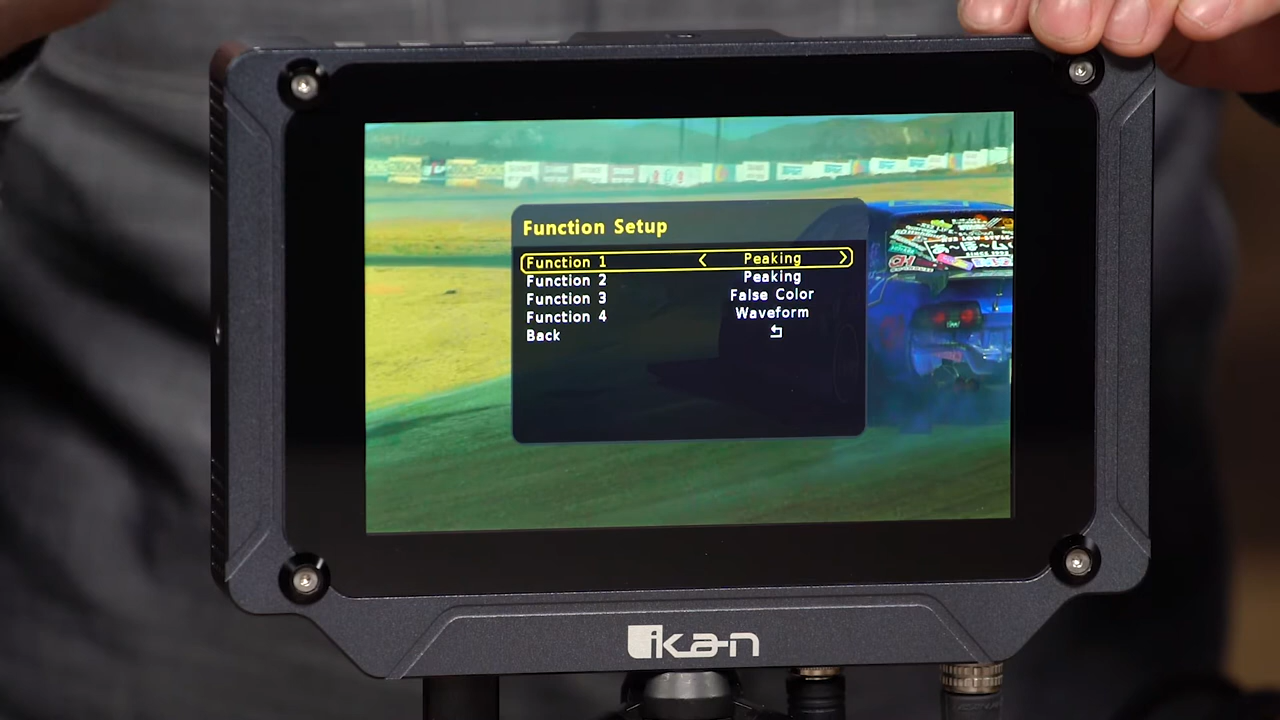 Function Setup
Function 1 < Peaking >
Function 2 Peaking
Function 3 False Color
Function 4 Waveform
Back
ikan